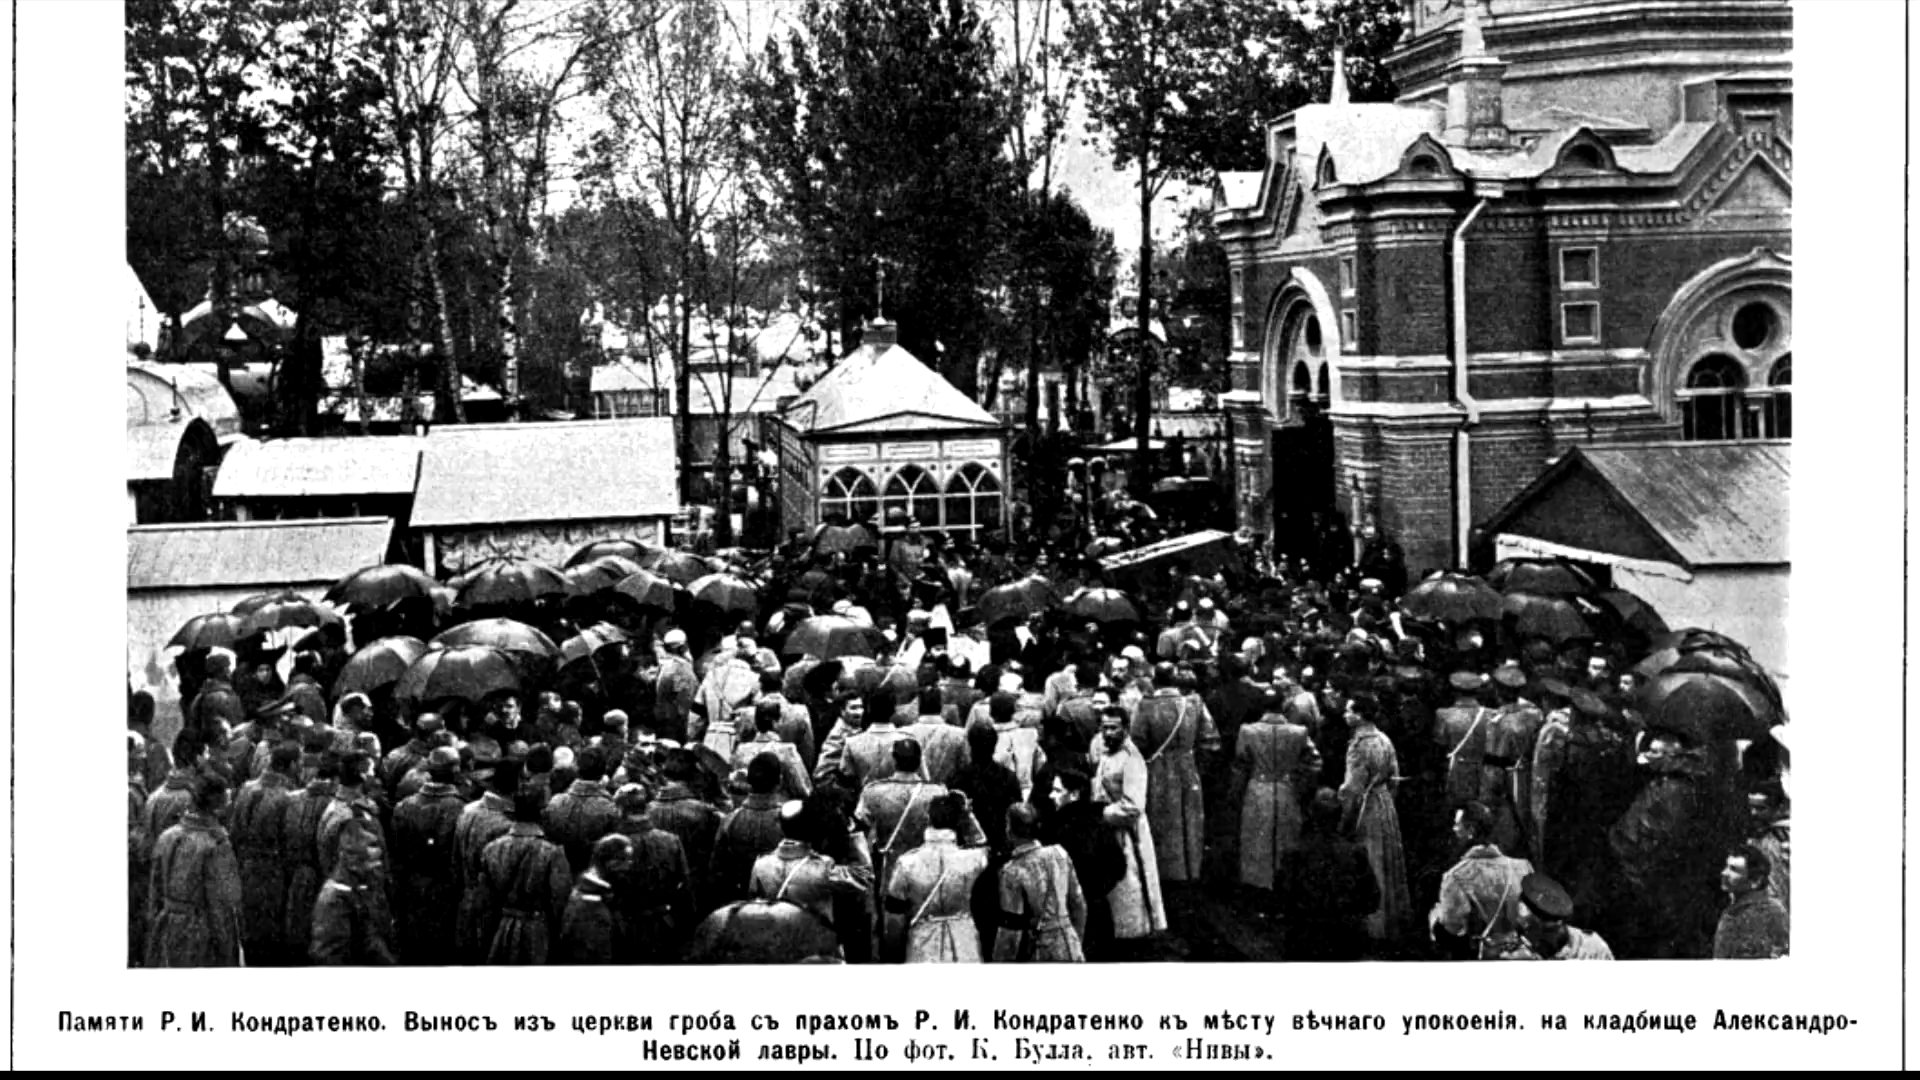 Памяти Р. И. Кондратенко. Выносъ изъ церкви гроба съ прахомъ Р. И. Кондратенко къ мѣсту вѣчнаго упокоенія. на кладбище Александро-
Невской лавры. По фот. К. Булла. авт. «Нивы».